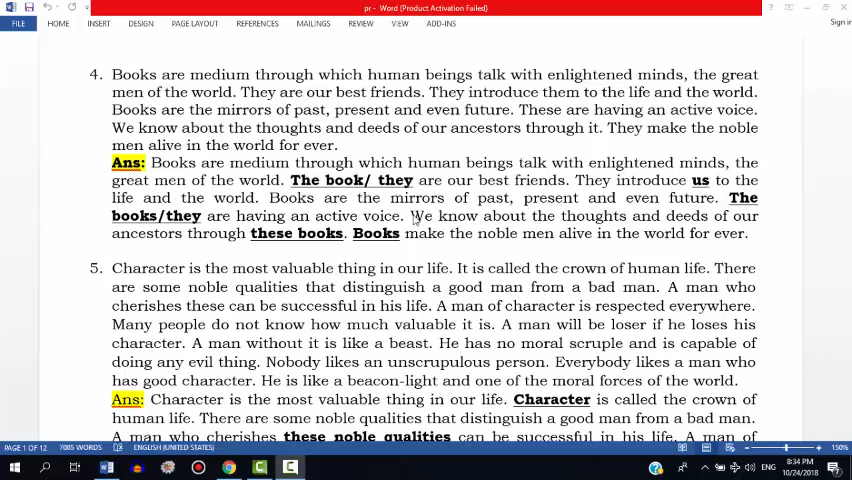 pr - Word (Product Activation Failed)
Sign in
FILE HOME INSERT DESIGN PAGE LAYOUT REFERENCES MAILINGS REVIEW VIEW ADD-INS
4. Books are medium through which human beings talk with enlightened minds, the great
men of the world. They are our best friends. They introduce them to the life and the world.
Books are the mirrors of past, present and even future. These are having an active voice.
We know about the thoughts and deeds of our ancestors through it. They make the noble
men alive in the world for ever.
Ans: Books are medium through which human beings talk with enlightened minds, the
great men of the world. The book/ they are our best friends. They introduce us to the
life and the world. Books are the mirrors of past, present and even future. The
books/they are having an active voice. We know about the thoughts and deeds of our
ancestors through these books. Books make the noble men alive in the world for ever.
5. Character is the most valuable thing in our life. It is called the crown of human life. There
are some noble qualities that distinguish a good man from a bad man. A man who
cherishes these can be successful in his life. A man of character is respected everywhere.
Many people do not know how much valuable it is. A man will be loser if he loses his
character. A man without it is like a beast. He has no moral scruple and is capable of
doing any evil thing. Nobody likes an unscrupulous person. Everybody likes a man who
has good character. He is like a beacon-light and one of the moral forces of the world.
Ans: Character is the most valuable thing in our life. Character is called the crown of
human life. There are some noble qualities that distinguish a good man from a bad man.
A man who cherishes these noble qualities can be successful in his life. A man of
PAGE 1 OF 12 7085 WORDS ENGLISH (UNITED STATES) 150%
ENG 8:34 PM
10/24/2018